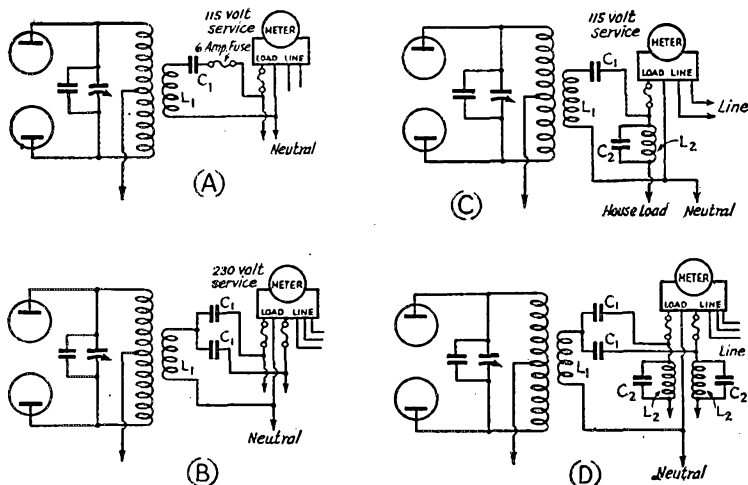 115 volt
service
METER
6 Amp. Fuse
LOAD LINE
C1
L1
Neutral
(A)
115 volt
service
METER
LOAD LINE
C1
L1
Line
C2
L2
House Load
Neutral
(C)
230 volt
service
METER
LOAD LINE
C1
C1
L1
Neutral
(B)
METER
LOAD LINE
C1
C1
L1
Line
C2
L2
L2
C2
Neutral
(D)